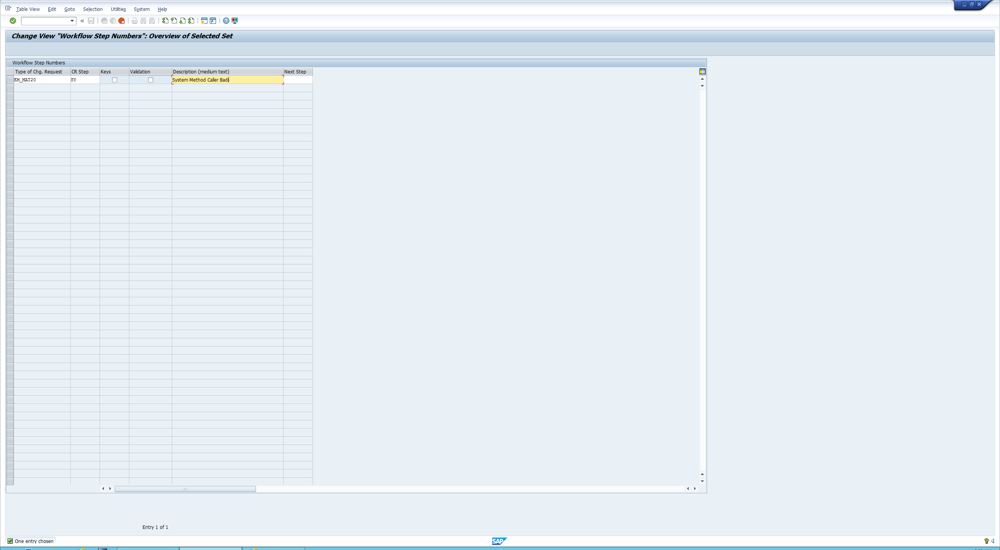 Table View Edit Goto Selection Utilities System Help
Change View "Workflow Step Numbers": Overview of Selected Set
Workflow Step Numbers
Type of Chg. Request CR Step Keys Validation Description (medium text) Next Step
EM_MAT20 SY System Method Caller Badi
Entry 1 of 1
One entry chosen
SAP